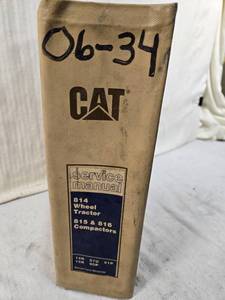 06-34
CAT
service
manual
814
Wheel
Tractor
815 & 816
Compactors